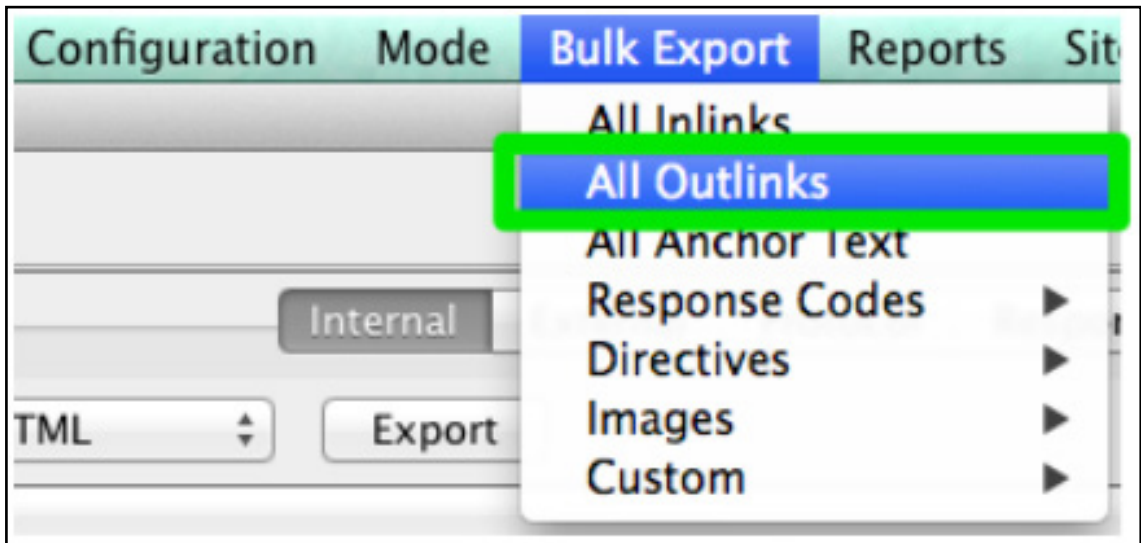 Configuration Mode Bulk Export Reports Sit
All Inlinks
All Outlinks
All Anchor Text
Internal
Response Codes
Directives
TML
Export
Images
Custom